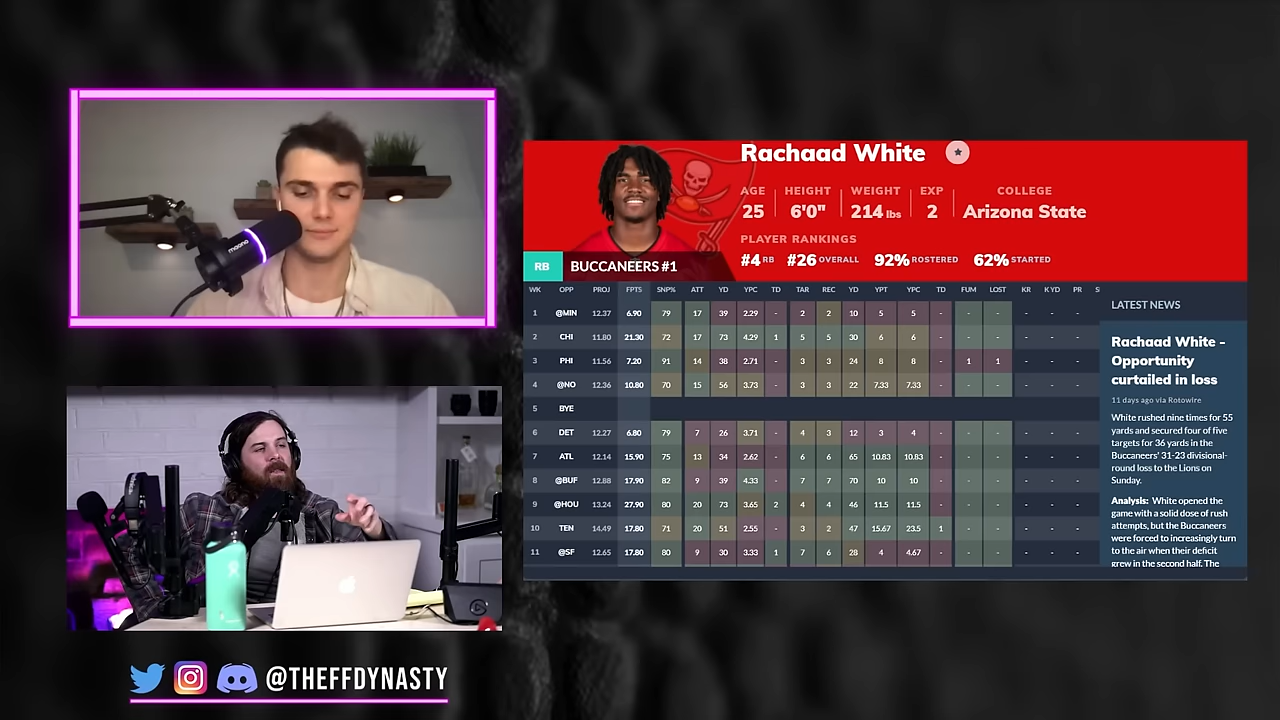 maono
@THEFFDYNASTY
Rachaad White
AGE HEIGHT WEIGHT EXP COLLEGE
25 6'0" 214 lbs 2 Arizona State
PLAYER RANKINGS
#4 RB #26 OVERALL 92% ROSTERED 62% STARTED
RB BUCCANEERS #1
WK OPP PROJ FPTS SNP% ATT YD YPC TD TAR REC YD YPT YPC TD FUM LOST KR KYD PR S
1 @MIN 12.37 6.90 79 17 39 2.29 - 2 2 10 5 5 - - - - - -
2 CHI 11.80 21.30 72 17 73 4.29 1 5 5 30 6 6 - - - - - -
3 PHI 11.56 7.20 91 14 38 2.71 - 3 3 24 8 8 - 1 1 - - -
4 @NO 12.36 10.80 70 15 56 3.73 - 3 3 22 7.33 7.33 - - - - - -
5 BYE
6 DET 12.27 6.80 79 7 26 3.71 - 4 3 12 3 4 - - - - - -
7 ATL 12.14 15.90 75 13 34 2.62 - 6 6 65 10.83 10.83 - - - - - -
8 @BUF 12.88 17.90 82 9 39 4.33 - 7 7 70 10 10 - - - - - -
9 @HOU 13.24 27.90 80 20 73 3.65 2 4 4 46 11.5 11.5 - - - - - -
10 TEN 14.49 17.80 71 20 51 2.55 - 3 2 47 15.67 23.5 1 - - - - -
11 @SF 12.65 17.80 80 9 30 3.33 1 7 6 28 4 4.67 - - - - - -
LATEST NEWS
Rachaad White -
Opportunity
curtailed in loss
11 days ago via Rotowire
White rushed nine times for 55
yards and secured four of five
targets for 36 yards in the
Buccaneers' 31-23 divisional-
round loss to the Lions on
Sunday.
Analysis: White opened the
game with a solid dose of rush
attempts, but the Buccaneers
were forced to increasingly turn
to the air when their deficit
grew in the second half. The